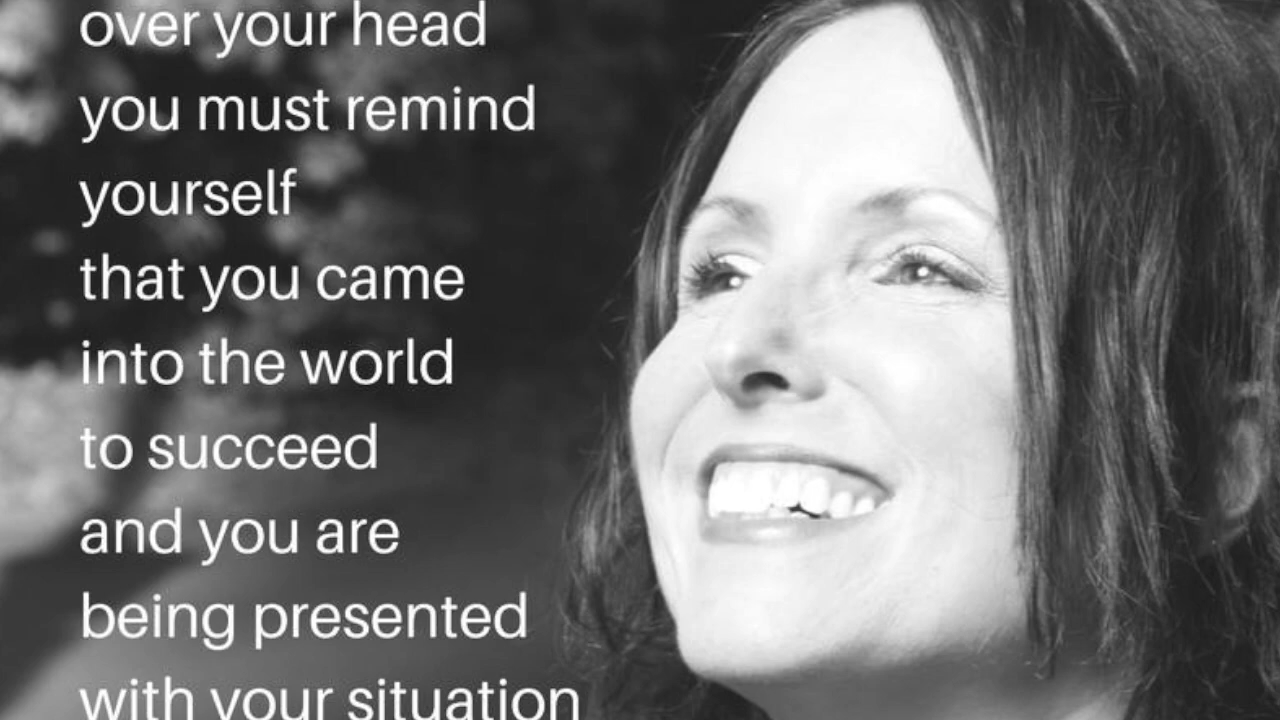 over your head
you must remind
yourself
that you came
into the world
to succeed
and you are
being presented
with your situation